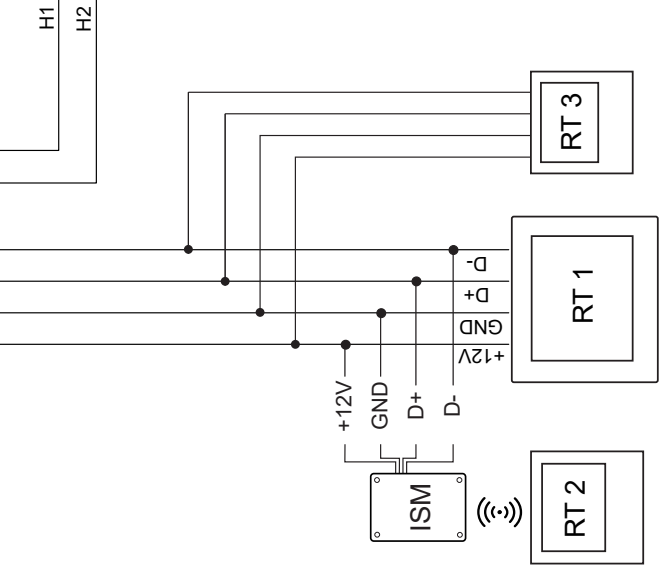 H1
H2
RT 3
D-
D+
GND
+12V
RT 1
+12V
GND
D+
D-
ISM
RT 2